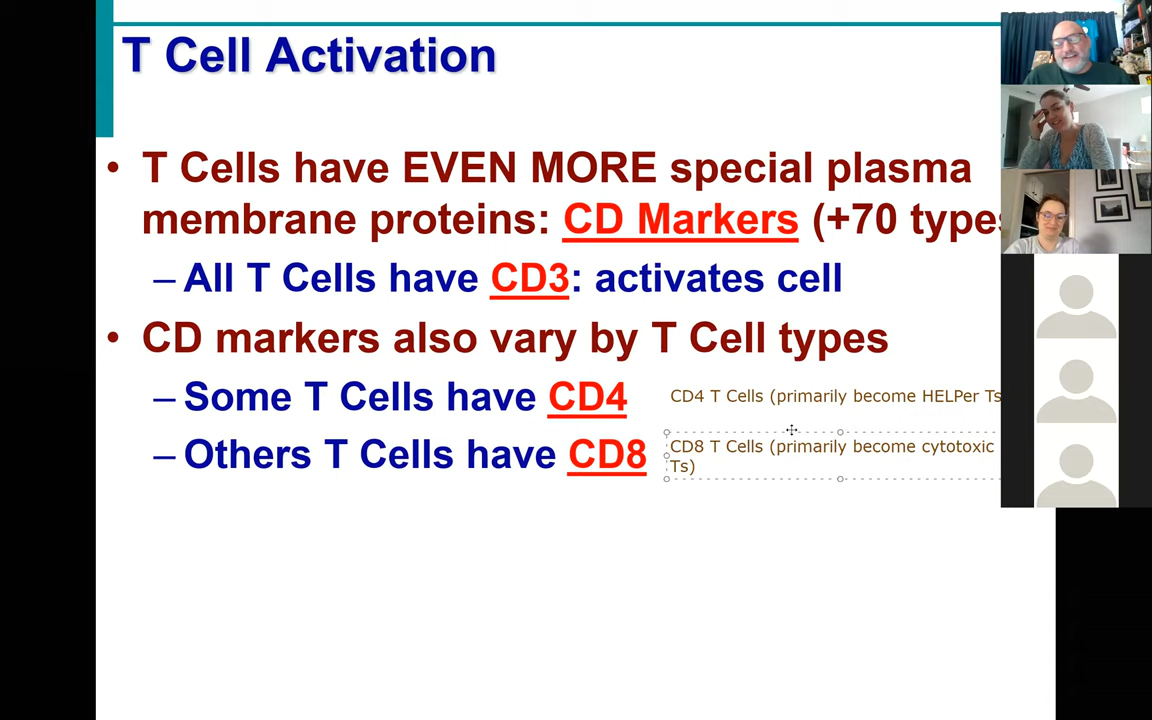 T Cell Activation
• T Cells have EVEN MORE special plasma
membrane proteins: CD Markers (+70 types
– All T Cells have CD3: activates cell
• CD markers also vary by T Cell types
– Some T Cells have CD4
CD4 T Cells (primarily become HELPer Ts
– Others T Cells have CD8
CD8 T Cells (primarily become cytotoxic
Ts)